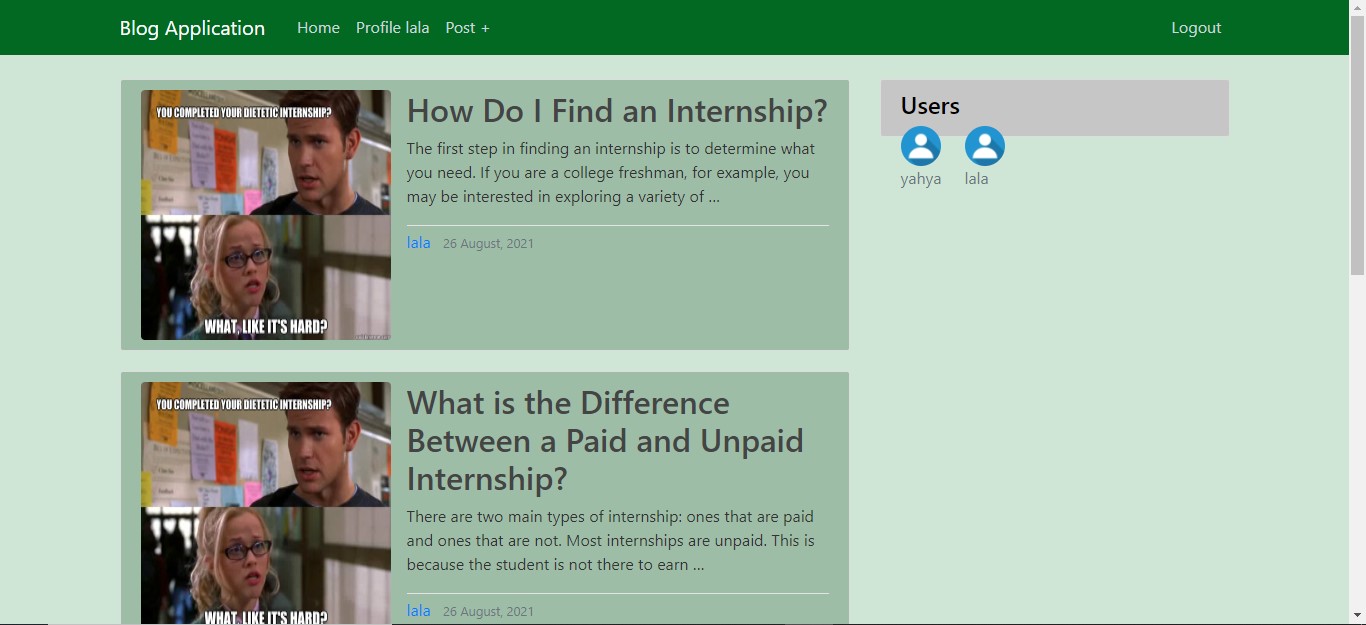 Blog Application Home Profile lala Post + Logout
YOU COMPLETED YOUR DIETETIC INTERNSHIP?
WHAT, LIKE IT'S HARD?
How Do I Find an Internship?
The first step in finding an internship is to determine what
you need. If you are a college freshman, for example, you
may be interested in exploring a variety of ...
lala 26 August, 2021
YOU COMPLETED YOUR DIETETIC INTERNSHIP?
WHAT, LIKE IT'S HARD?
What is the Difference
Between a Paid and Unpaid
Internship?
There are two main types of internship: ones that are paid
and ones that are not. Most internships are unpaid. This is
because the student is not there to earn ...
lala 26 August, 2021
Users
yahya lala